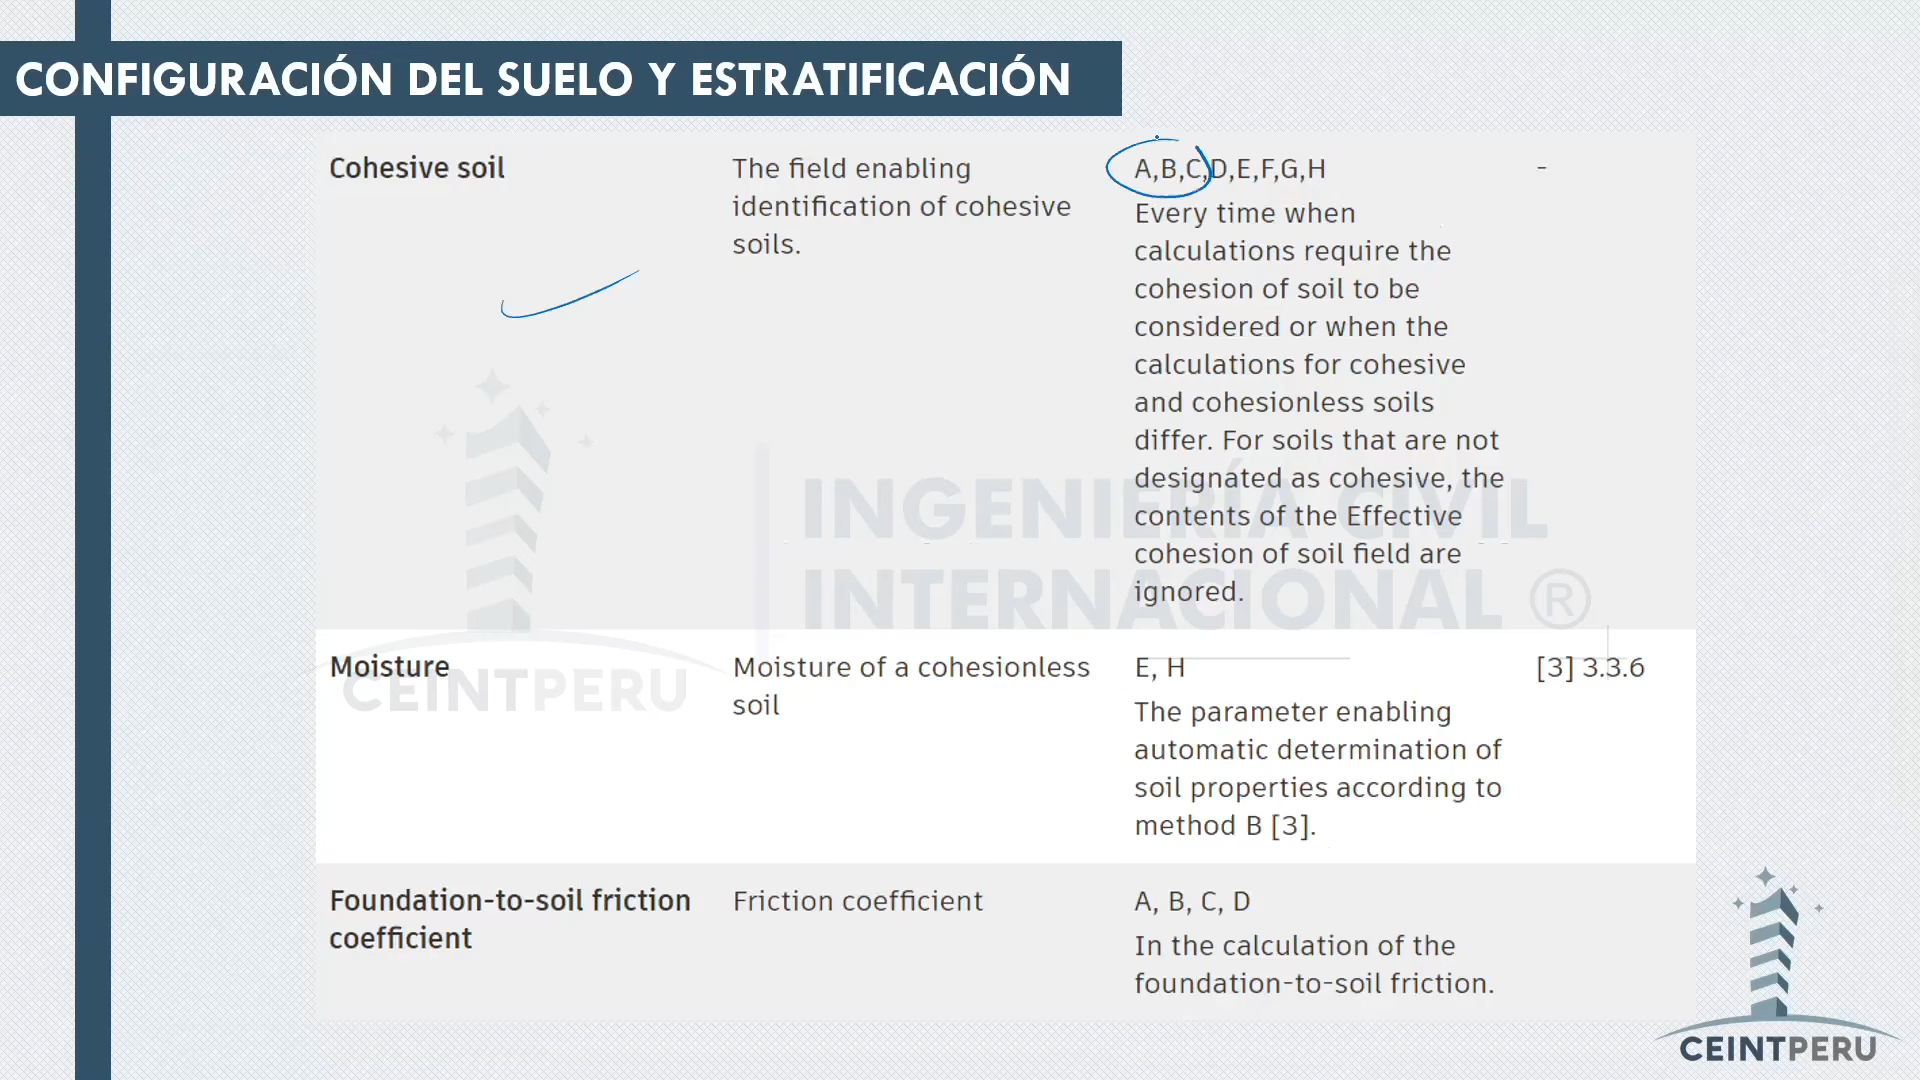 CONFIGURACIÓN DEL SUELO Y ESTRATIFICACIÓN
Cohesive soil
The field enabling
identification of cohesive
soils.
A,B,C,D,E,F,G,H
Every time when
calculations require the
cohesion of soil to be
considered or when the
calculations for cohesive
and cohesionless soils
differ. For soils that are not
designated as cohesive, the
contents of the Effective
cohesion of soil field are
ignored.
-
INGENIERÍA CIVIL
INTERNACIONAL ®
CEINTPERU
Moisture
Moisture of a cohesionless
soil
E, H
The parameter enabling
automatic determination of
soil properties according to
method B [3].
[3] 3.3.6
Foundation-to-soil friction
coefficient
Friction coefficient
A, B, C, D
In the calculation of the
foundation-to-soil friction.
CEINTPERU